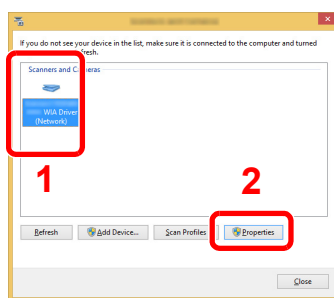 If you do not see your device in the list, make sure it is connected to the computer and turned
fresh.
Scanners and Cameras
WIA Driver
(Network)
1
2
Refresh
Add Device...
Scan Profiles
Properties
Close